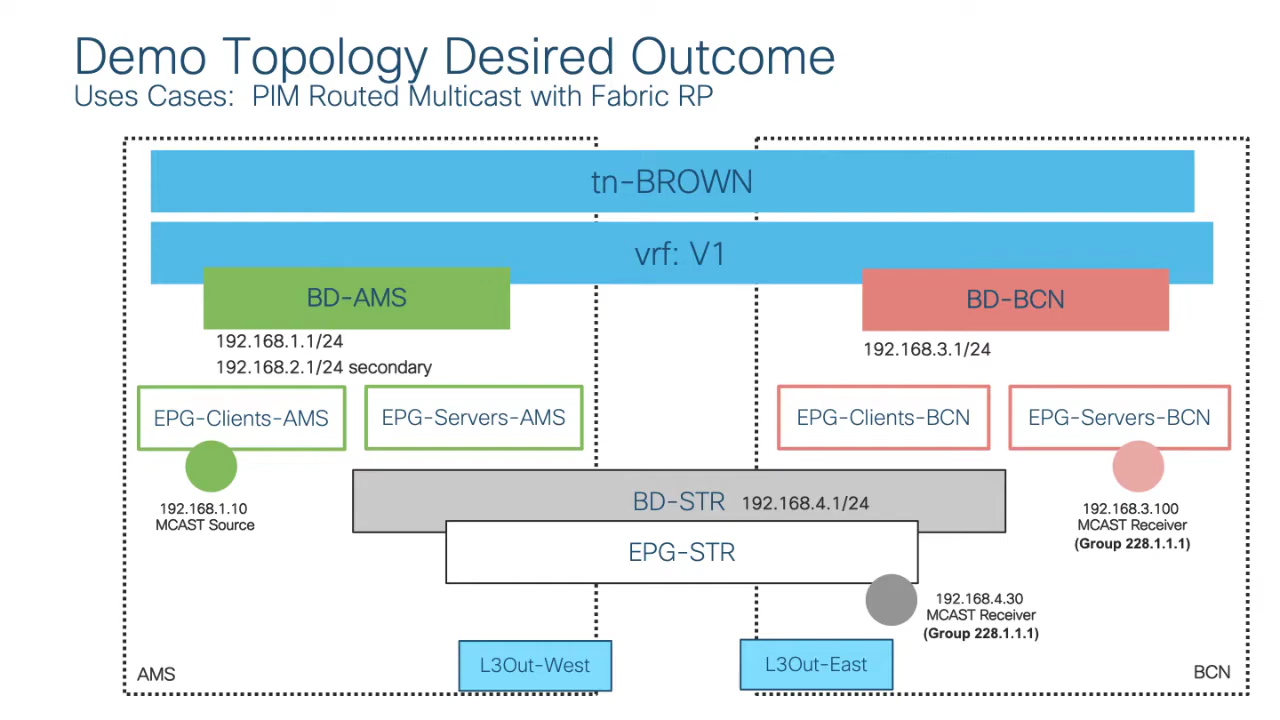 Demo Topology Desired Outcome
Uses Cases:  PIM Routed Multicast with Fabric RP
tn-BROWN
vrf: V1
BD-AMS
BD-BCN
192.168.1.1/24
192.168.2.1/24 secondary
192.168.3.1/24
EPG-Clients-AMS
EPG-Servers-AMS
EPG-Clients-BCN
EPG-Servers-BCN
192.168.1.10
MCAST Source
BD-STR
192.168.4.1/24
192.168.3.100
MCAST Receiver
(Group 228.1.1.1)
EPG-STR
192.168.4.30
MCAST Receiver
(Group 228.1.1.1)
L3Out-West
L3Out-East
AMS
BCN